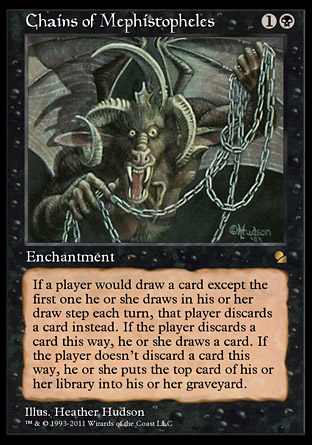 Chains of Mephistopheles
1
©HHudson
'94
Enchantment
If a player would draw a card except the
first one he or she draws in his or her
draw step each turn, that player discards
a card instead. If the player discards a
card this way, he or she draws a card. If
the player doesn't discard a card this
way, he or she puts the top card of his or
her library into his or her graveyard.
Illus. Heather Hudson
™ & © 1993-2011 Wizards of the Coast LLC